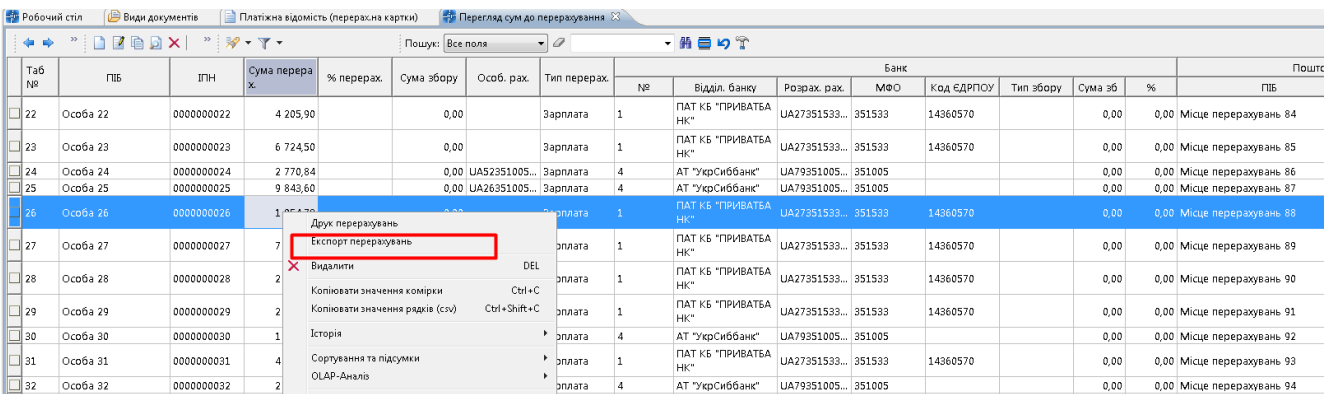 Робочий стіл Види документів Платіжна відомість (перерах.на картки) Перегляд сум до перерахування
Пошук: Все поля
Таб № ПІБ ІПН Сума перерах. % перерах. Сума збору Особ. рах. Тип перерах. Банк Пошто
№ Відділ. банку Розрах. рах. МФО Код ЄДРПОУ Тип збору Сума зб % ПІБ
22 Особа 22 0000000022 4 205,90 0,00 Зарплата 1 ПАТ КБ "ПРИВАТБАНК" UA27351533... 351533 14360570 0,00 0,00 Місце перерахувань 84
23 Особа 23 0000000023 6 724,50 0,00 Зарплата 1 ПАТ КБ "ПРИВАТБАНК" UA27351533... 351533 14360570 0,00 0,00 Місце перерахувань 85
24 Особа 24 0000000024 2 770,84 0,00 UA52351005... Зарплата 4 АТ "УкрСиббанк" UA79351005... 351005 0,00 0,00 Місце перерахувань 86
25 Особа 25 0000000025 9 843,60 0,00 UA26351005... Зарплата 4 АТ "УкрСиббанк" UA79351005... 351005 0,00 0,00 Місце перерахувань 87
26 Особа 26 0000000026 1 ПАТ КБ "ПРИВАТБАНК" UA27351533... 351533 14360570 0,00 0,00 Місце перерахувань 88
27 Особа 27 0000000027 7 рплата 1 ПАТ КБ "ПРИВАТБАНК" UA27351533... 351533 14360570 0,00 0,00 Місце перерахувань 89
28 Особа 28 0000000028 2 рплата 1 ПАТ КБ "ПРИВАТБАНК" UA27351533... 351533 14360570 0,00 0,00 Місце перерахувань 90
29 Особа 29 0000000029 2 рплата 1 ПАТ КБ "ПРИВАТБАНК" UA27351533... 351533 14360570 0,00 0,00 Місце перерахувань 91
30 Особа 30 0000000030 1 рплата 4 АТ "УкрСиббанк" UA79351005... 351005 0,00 0,00 Місце перерахувань 92
31 Особа 31 0000000031 4 рплата 1 ПАТ КБ "ПРИВАТБАНК" UA27351533... 351533 14360570 0,00 0,00 Місце перерахувань 93
32 Особа 32 0000000032 2 рплата 4 АТ "УкрСиббанк" UA79351005... 351005 0,00 0,00 Місце перерахувань 94
Друк перерахувань
Експорт перерахувань
Видалити DEL
Копіювати значення комірки Ctrl+C
Копіювати значення рядків (csv) Ctrl+Shift+C
Історія
Сортування та підсумки
OLAP-Аналіз